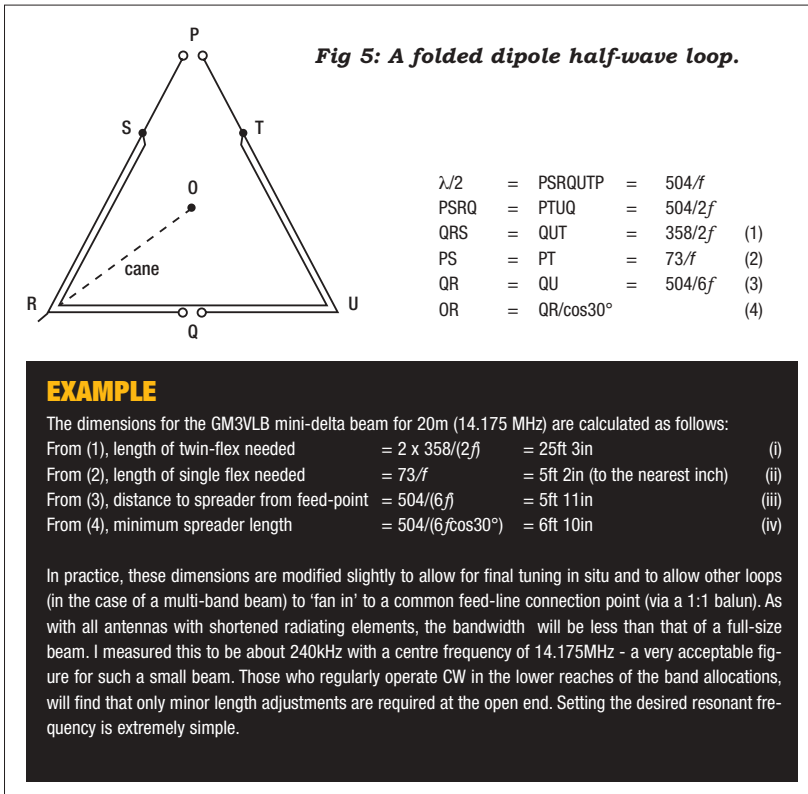 P
Fig 5: A folded dipole half-wave loop.
S
T
O
cane
R
U
Q
λ/2 = PSRQUTP = 504/f
PSRQ = PTUQ = 504/2f
QRS = QUT = 358/2f (1)
PS = PT = 73/f (2)
QR = QU = 504/6f (3)
OR = QR/cos30° (4)
EXAMPLE
The dimensions for the GM3VLB mini-delta beam for 20m (14.175 MHz) are calculated as follows:
From (1), length of twin-flex needed = 2 x 358/(2f) = 25ft 3in (i)
From (2), length of single flex needed = 73/f = 5ft 2in (to the nearest inch) (ii)
From (3), distance to spreader from feed-point = 504/(6f) = 5ft 11in (iii)
From (4), minimum spreader length = 504/(6fcos30°) = 6ft 10in (iv)
In practice, these dimensions are modified slightly to allow for final tuning in situ and to allow other loops
(in the case of a multi-band beam) to ‘fan in’ to a common feed-line connection point (via a 1:1 balun). As
with all antennas with shortened radiating elements, the bandwidth will be less than that of a full-size
beam. I measured this to be about 240kHz with a centre frequency of 14.175MHz - a very acceptable fig-
ure for such a small beam. Those who regularly operate CW in the lower reaches of the band allocations,
will find that only minor length adjustments are required at the open end. Setting the desired resonant fre-
quency is extremely simple.